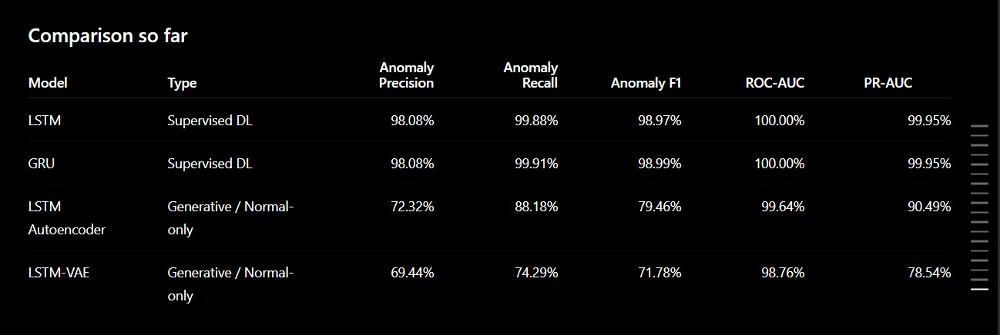 Comparison so far
Model Type Anomaly Precision Anomaly Recall Anomaly F1 ROC-AUC PR-AUC
LSTM Supervised DL 98.08% 99.88% 98.97% 100.00% 99.95%
GRU Supervised DL 98.08% 99.91% 98.99% 100.00% 99.95%
LSTM Autoencoder Generative / Normal-only 72.32% 88.18% 79.46% 99.64% 90.49%
LSTM-VAE Generative / Normal-only 69.44% 74.29% 71.78% 98.76% 78.54%